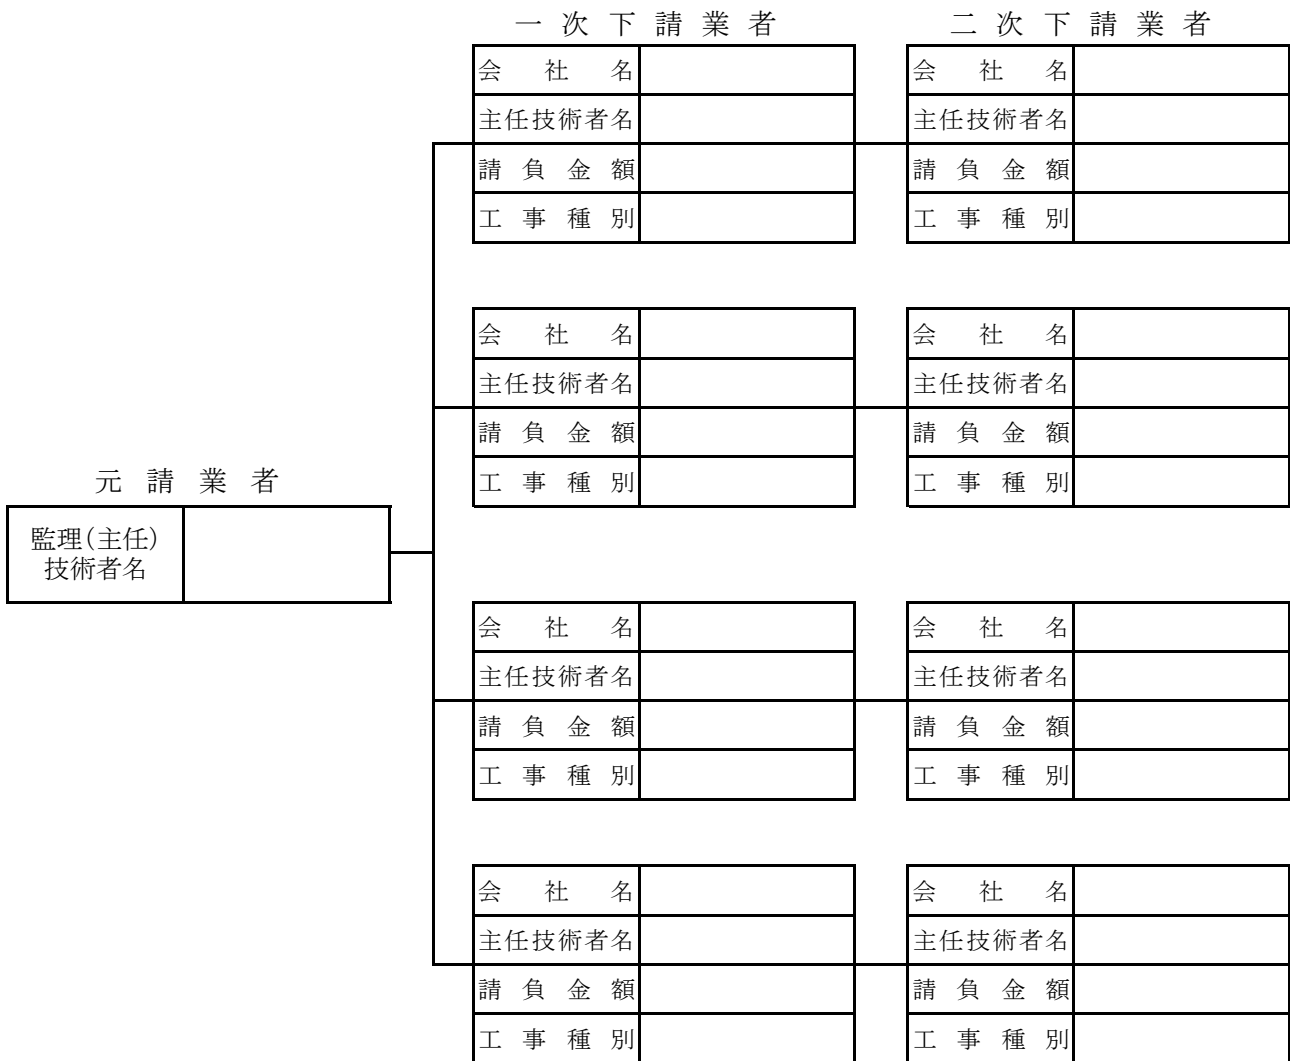 一次下請業者
二次下請業者
会社名
会社名
主任技術者名
主任技術者名
請負金額
請負金額
工事種別
工事種別
会社名
会社名
主任技術者名
主任技術者名
請負金額
請負金額
工事種別
工事種別
元請業者
監理(主任)
技術者名
会社名
会社名
主任技術者名
主任技術者名
請負金額
請負金額
工事種別
工事種別
会社名
会社名
主任技術者名
主任技術者名
請負金額
請負金額
工事種別
工事種別